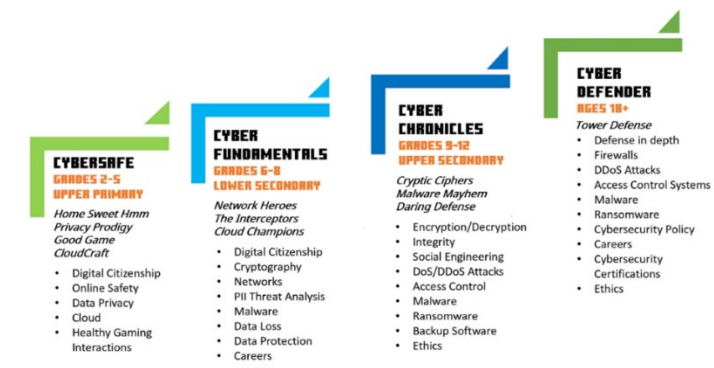 CYBERSAFE
GRADES 2-5
UPPER PRIMARY
Home Sweet Hmm
Privacy Prodigy
Good Game
CloudCraft
• Digital Citizenship
• Online Safety
• Data Privacy
• Cloud
• Healthy Gaming
Interactions
CYBER
FUNDAMENTALS
GRADES 6-8
LOWER SECONDARY
Network Heroes
The Interceptors
Cloud Champions
• Digital Citizenship
• Cryptography
• Networks
• PII Threat Analysis
• Malware
• Data Loss
• Data Protection
• Careers
CYBER
CHRONICLES
GRADES 9-12
UPPER SECONDARY
Cryptic Ciphers
Malware Mayhem
Daring Defense
• Encryption/Decryption
• Integrity
• Social Engineering
• DoS/DDoS Attacks
• Access Control
• Malware
• Ransomware
• Backup Software
• Ethics
CYBER
DEFENDER
AGES 18+
Tower Defense
• Defense in depth
• Firewalls
• DDoS Attacks
• Access Control Systems
• Malware
• Ransomware
• Cybersecurity Policy
• Careers
• Cybersecurity
Certifications
• Ethics